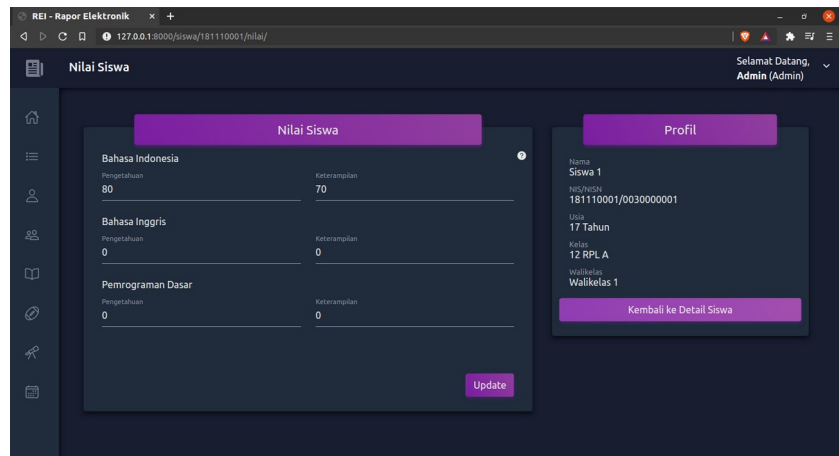 REI - Rapor Elektronik
127.0.0.1:8000/siswa/181110001/nilai/
Nilai Siswa
Selamat Datang,
Admin (Admin)
Nilai Siswa
Bahasa Indonesia
Pengetahuan Keterampilan
80 70
Bahasa Inggris
Pengetahuan Keterampilan
0 0
Pemrograman Dasar
Pengetahuan Keterampilan
0 0
Update
Profil
Nama
Siswa 1
NIS/NISN
181110001/0030000001
Usia
17 Tahun
Kelas
12 RPL A
Walikelas
Walikelas 1
Kembali ke Detail Siswa